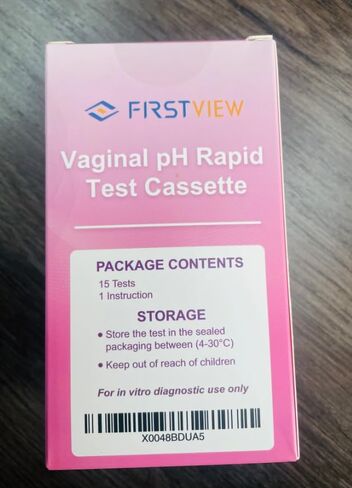 FIRSTVIEW
Vaginal pH Rapid
Test Cassette
PACKAGE CONTENTS
15 Tests
1 Instruction
STORAGE
• Store the test in the sealed
packaging between (4-30°C)
• Keep out of reach of children
For in vitro diagnostic use only
X0048BDUA5